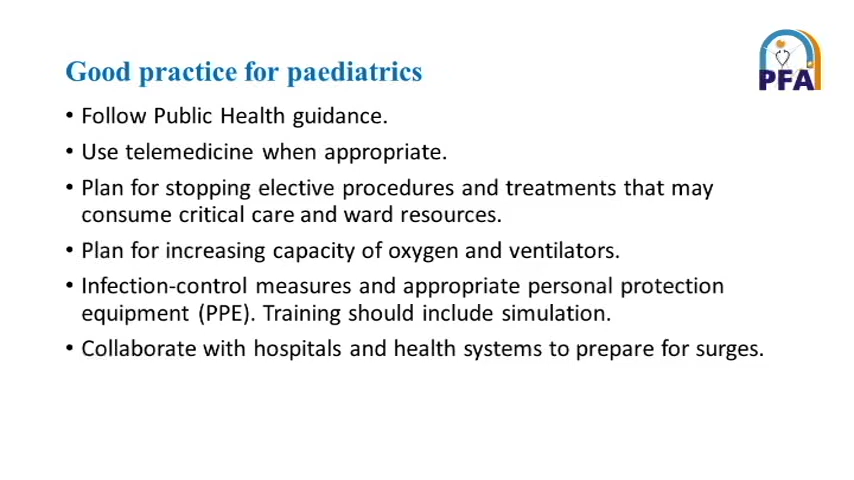 PFA
Good practice for paediatrics
• Follow Public Health guidance.
• Use telemedicine when appropriate.
• Plan for stopping elective procedures and treatments that may
consume critical care and ward resources.
• Plan for increasing capacity of oxygen and ventilators.
• Infection-control measures and appropriate personal protection
equipment (PPE). Training should include simulation.
• Collaborate with hospitals and health systems to prepare for surges.